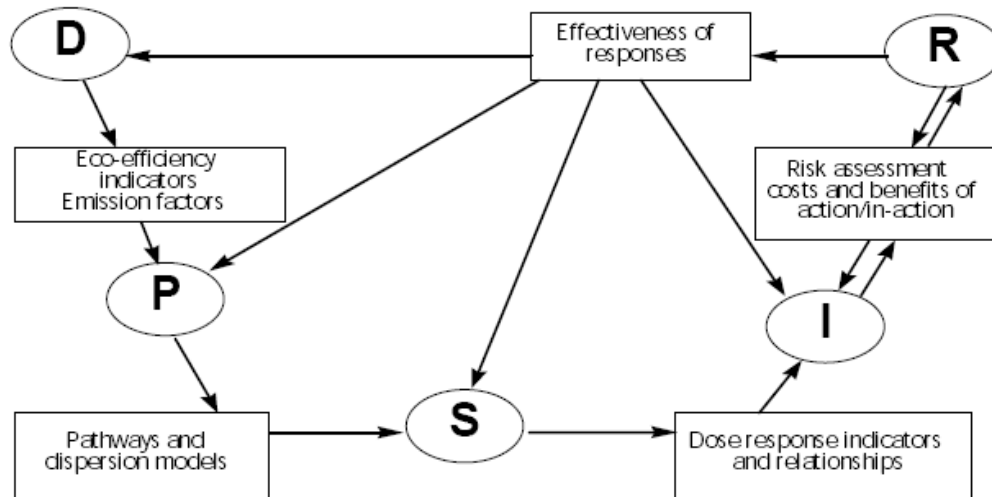 D
Effectiveness of
responses
R
Eco-efficiency
indicators
Emission factors
Risk assessment
costs and benefits of
action/in-action
P
I
S
Pathways and
dispersion models
Dose response indicators
and relationships